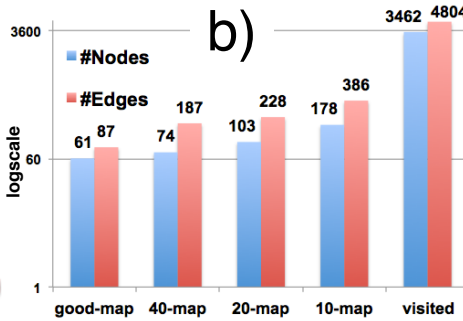 b)
3462 4804
3600
#Nodes
#Edges
386
228
187
178
103
61 87
74
logscale
60
1
good-map 40-map 20-map 10-map visited